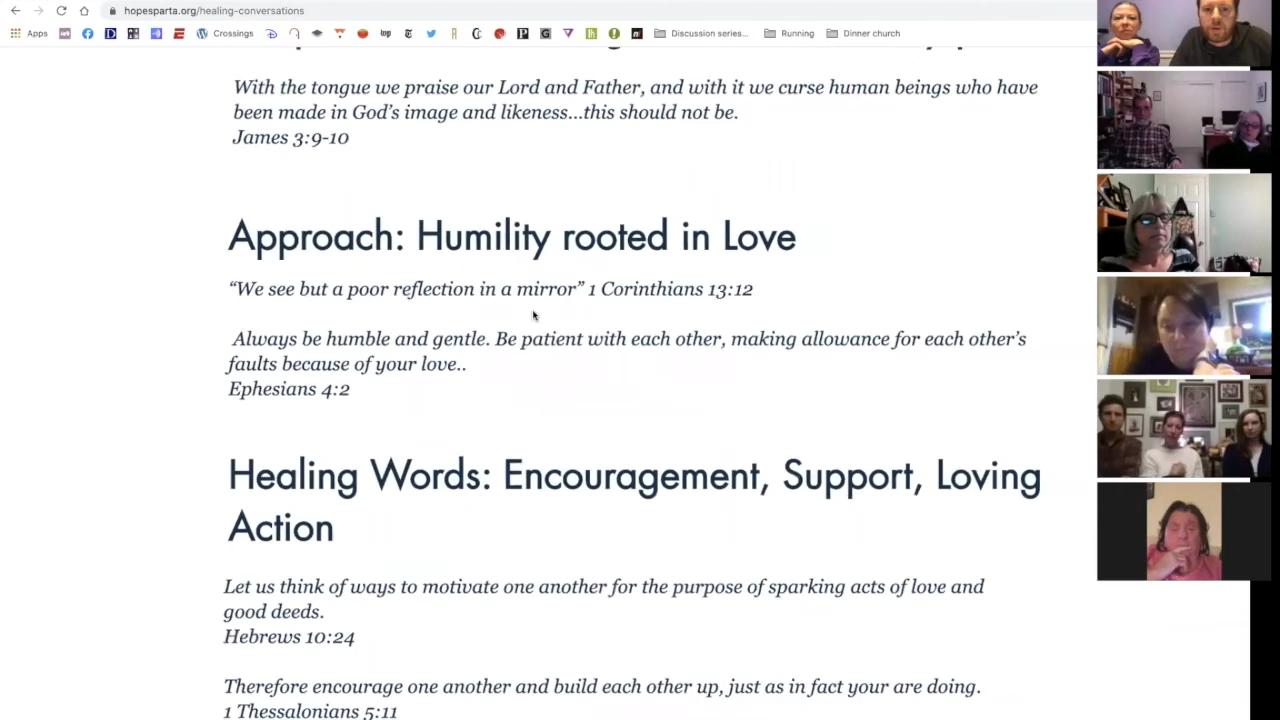 hopesparta.org/healing-conversations
Apps
Crossings
Discussion series...
Running
Dinner church
With the tongue we praise our Lord and Father, and with it we curse human beings who have
been made in God's image and likeness...this should not be.
James 3:9-10
Approach: Humility rooted in Love
“We see but a poor reflection in a mirror” 1 Corinthians 13:12
Always be humble and gentle. Be patient with each other, making allowance for each other's
faults because of your love..
Ephesians 4:2
Healing Words: Encouragement, Support, Loving
Action
Let us think of ways to motivate one another for the purpose of sparking acts of love and
good deeds.
Hebrews 10:24
Therefore encourage one another and build each other up, just as in fact your are doing.
1 Thessalonians 5:11